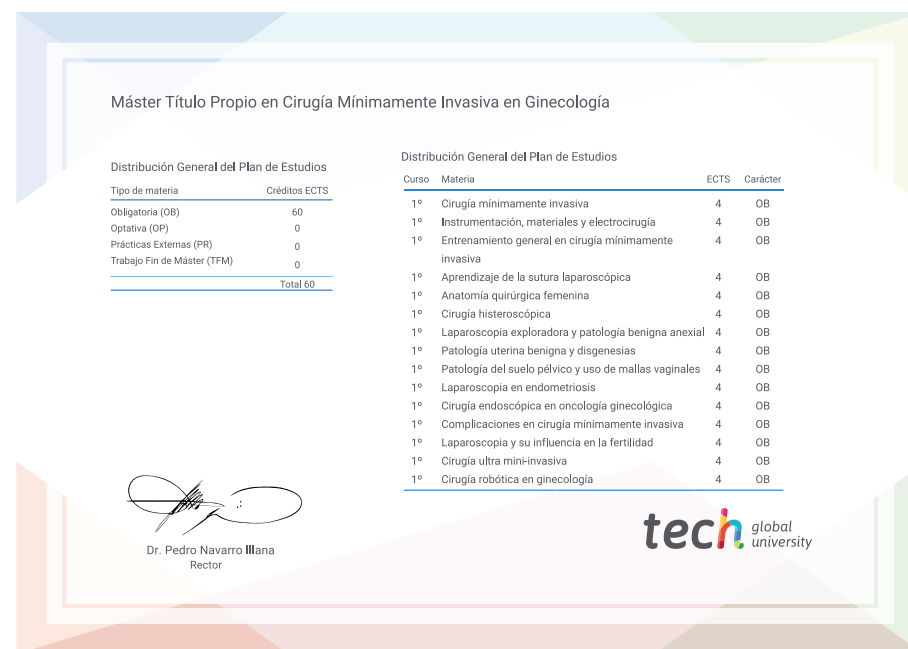 Máster Título Propio en Cirugía Mínimamente Invasiva en Ginecología
Distribución General del Plan de Estudios
Tipo de materia Créditos ECTS
Obligatoria (OB) 60
Optativa (OP) 0
Prácticas Externas (PR) 0
Trabajo Fin de Máster (TFM) 0
Total 60
Distribución General del Plan de Estudios
Curso Materia ECTS Carácter
1º Cirugía mínimamente invasiva 4 OB
1º Instrumentación, materiales y electrocirugía 4 OB
1º Entrenamiento general en cirugía mínimamente 4 OB
invasiva
1º Aprendizaje de la sutura laparoscópica 4 OB
1º Anatomía quirúrgica femenina 4 OB
1º Cirugía histeroscópica 4 OB
1º Laparoscopia exploradora y patología benigna anexial 4 OB
1º Patología uterina benigna y disgenesias 4 OB
1º Patología del suelo pélvico y uso de mallas vaginales 4 OB
1º Laparoscopia en endometriosis 4 OB
1º Cirugía endoscópica en oncología ginecológica 4 OB
1º Complicaciones en cirugía mínimamente invasiva 4 OB
1º Laparoscopia y su influencia en la fertilidad 4 OB
1º Cirugía ultra mini-invasiva 4 OB
1º Cirugía robótica en ginecología 4 OB
Dr. Pedro Navarro Illana
Rector
tech global
university